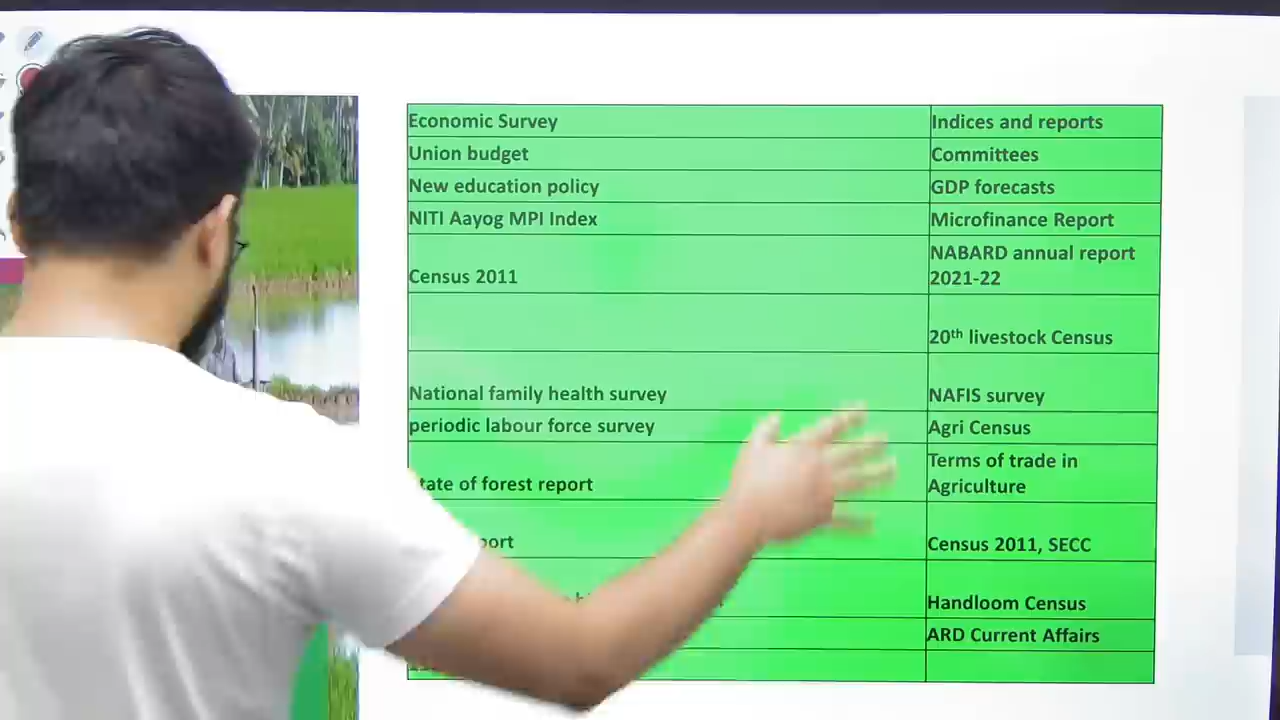 Economic Survey
Indices and reports
Union budget
Committees
New education policy
GDP forecasts
NITI Aayog MPI Index
Microfinance Report
Census 2011
NABARD annual report
2021-22
20th livestock Census
National family health survey
NAFIS survey
periodic labour force survey
Agri Census
of forest report
Terms of trade in
Agriculture
Census 2011, SECC
Handloom Census
ARD Current Affairs